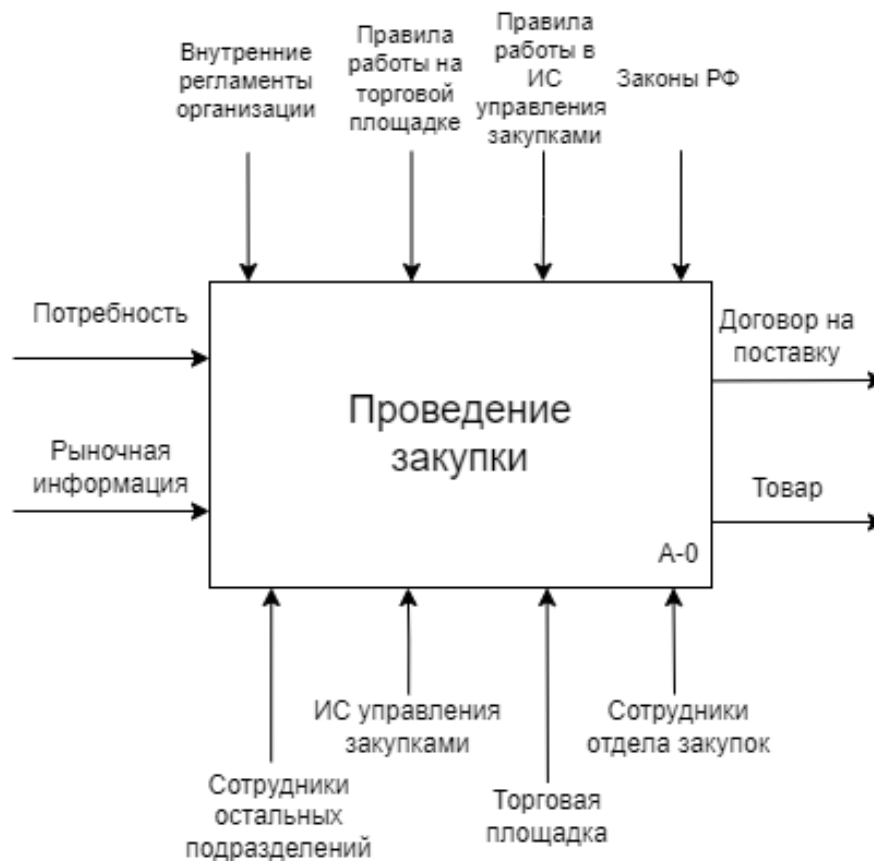 Внутренние
регламенты
организации
Правила
работы на
торговой
площадке
Правила
работы в
ИС
управления
закупками
Законы РФ
Потребность
Рыночная
информация
Проведение
закупки
А-0
Договор на
поставку
Товар
Сотрудники
остальных
подразделений
ИС управления
закупками
Торговая
площадка
Сотрудники
отдела закупок